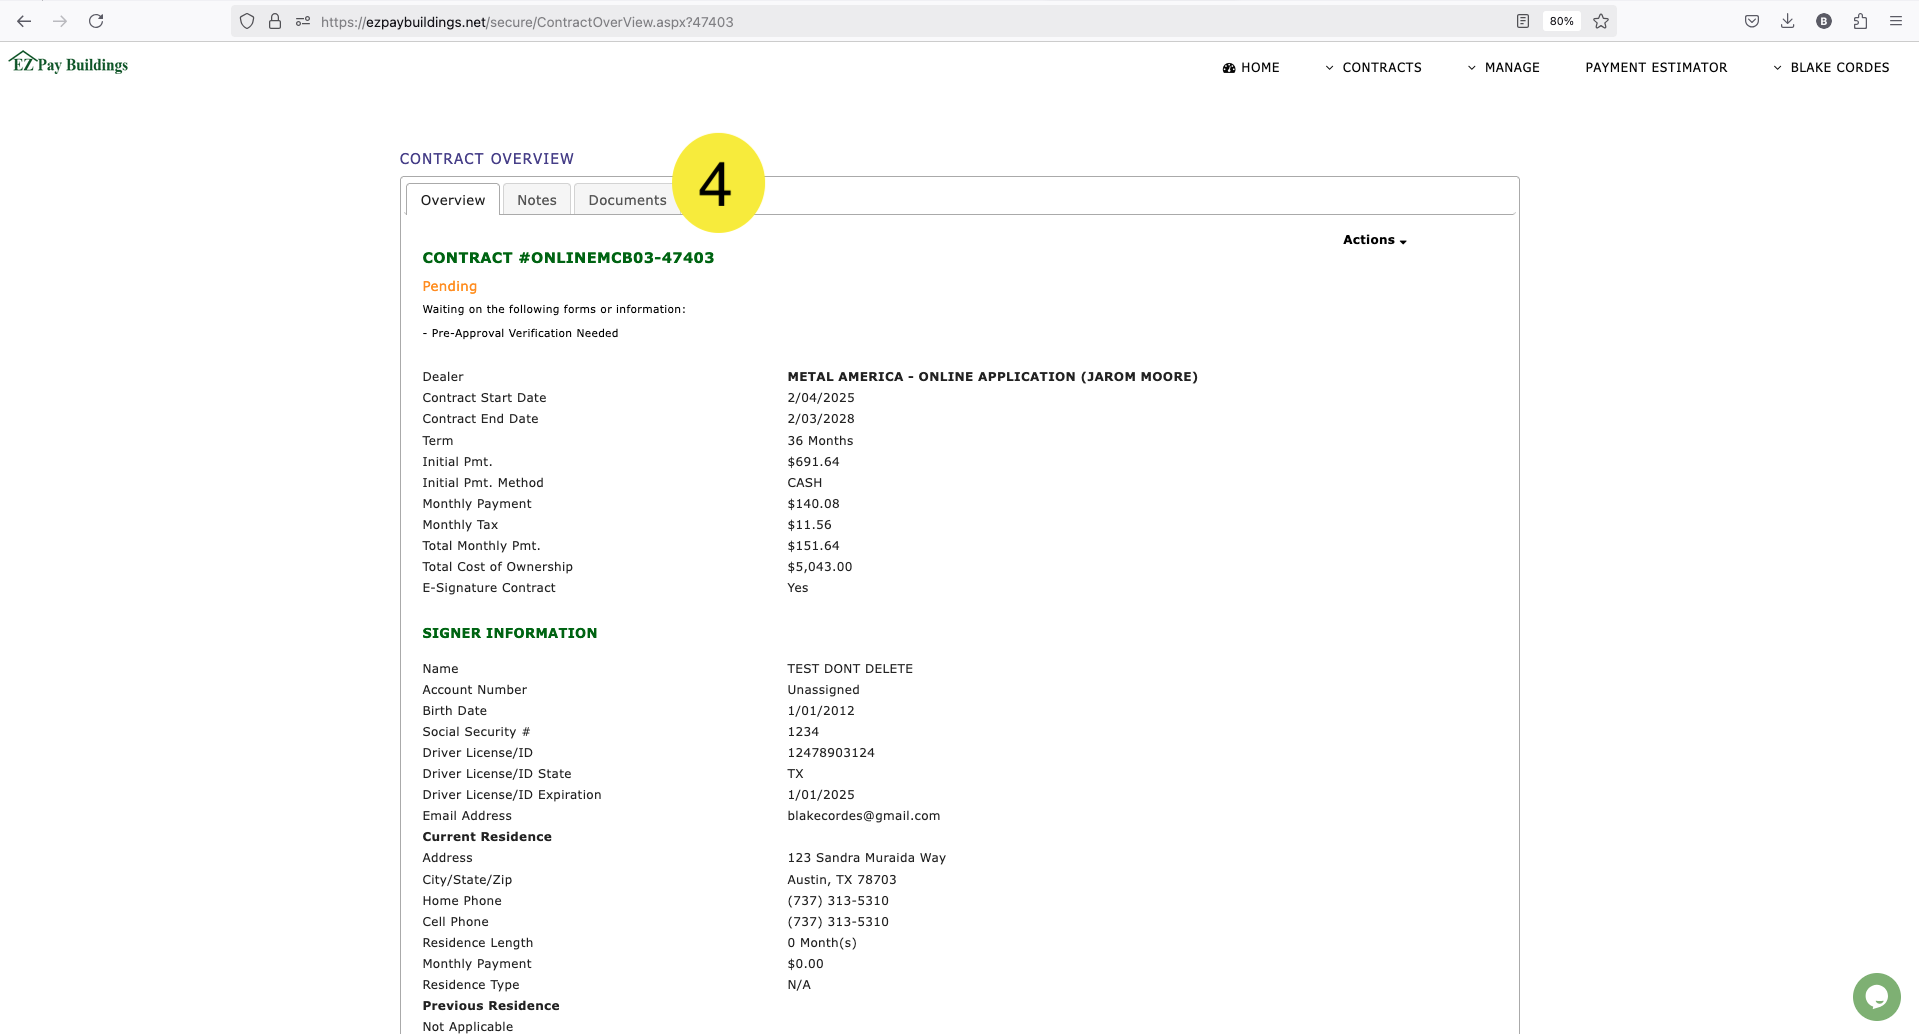 https://ezpaybuildings.net/secure/ContractOverView.aspx?47403
80%
B
EZ Pay Buildings
HOME
CONTRACTS
MANAGE
PAYMENT ESTIMATOR
BLAKE CORDES
CONTRACT OVERVIEW
Overview
Notes
Documents
4
Actions
CONTRACT #ONLINEMCB03-47403
Pending
Waiting on the following forms or information:
- Pre-Approval Verification Needed
Dealer METAL AMERICA - ONLINE APPLICATION (JAROM MOORE)
Contract Start Date 2/04/2025
Contract End Date 2/03/2028
Term 36 Months
Initial Pmt. $691.64
Initial Pmt. Method CASH
Monthly Payment $140.08
Monthly Tax $11.56
Total Monthly Pmt. $151.64
Total Cost of Ownership $5,043.00
E-Signature Contract Yes
SIGNER INFORMATION
Name TEST DONT DELETE
Account Number Unassigned
Birth Date 1/01/2012
Social Security # 1234
Driver License/ID 12478903124
Driver License/ID State TX
Driver License/ID Expiration 1/01/2025
Email Address blakecordes@gmail.com
Current Residence
Address 123 Sandra Muraida Way
City/State/Zip Austin, TX 78703
Home Phone (737) 313-5310
Cell Phone (737) 313-5310
Residence Length 0 Month(s)
Monthly Payment $0.00
Residence Type N/A
Previous Residence
Not Applicable